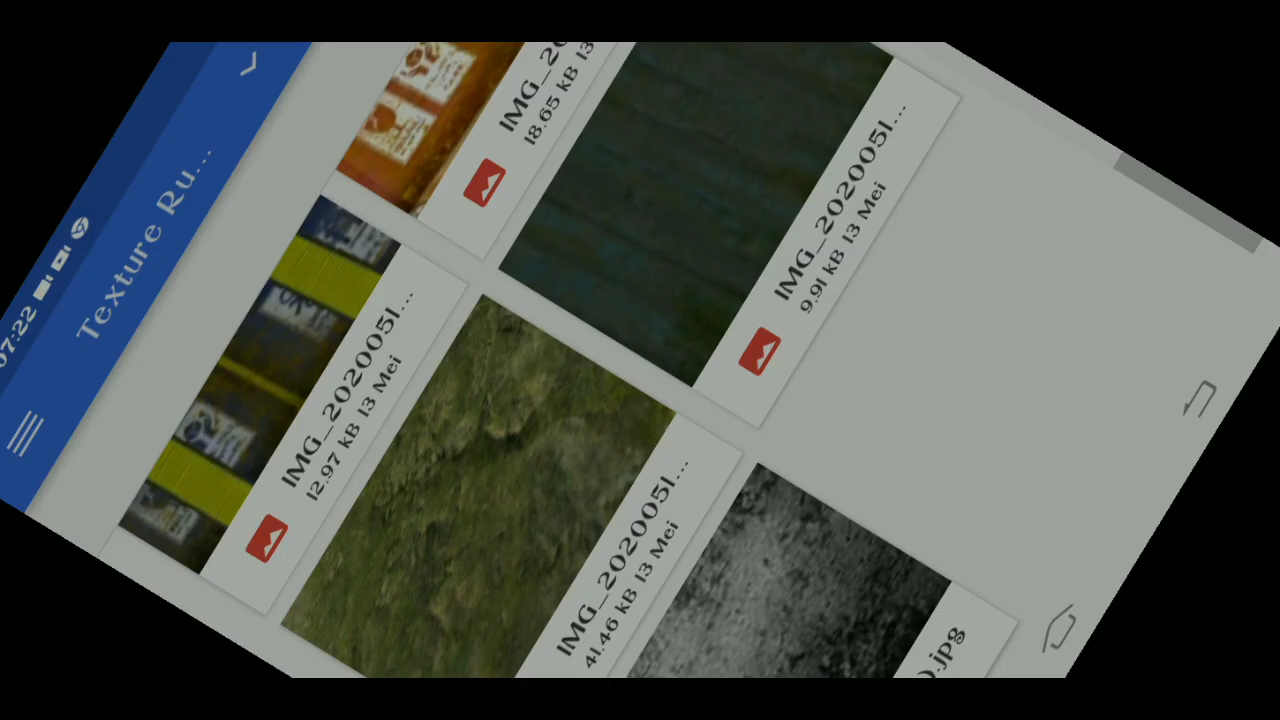 07:22
Texture Ru...
IMG_20
18.65 kB 13
IMG_2020051...
12.97 kB 13 Mei
IMG_2020051...
9.91 kB 13 Mei
IMG_2020051...
41.46 kB 13 Mei
.jpg